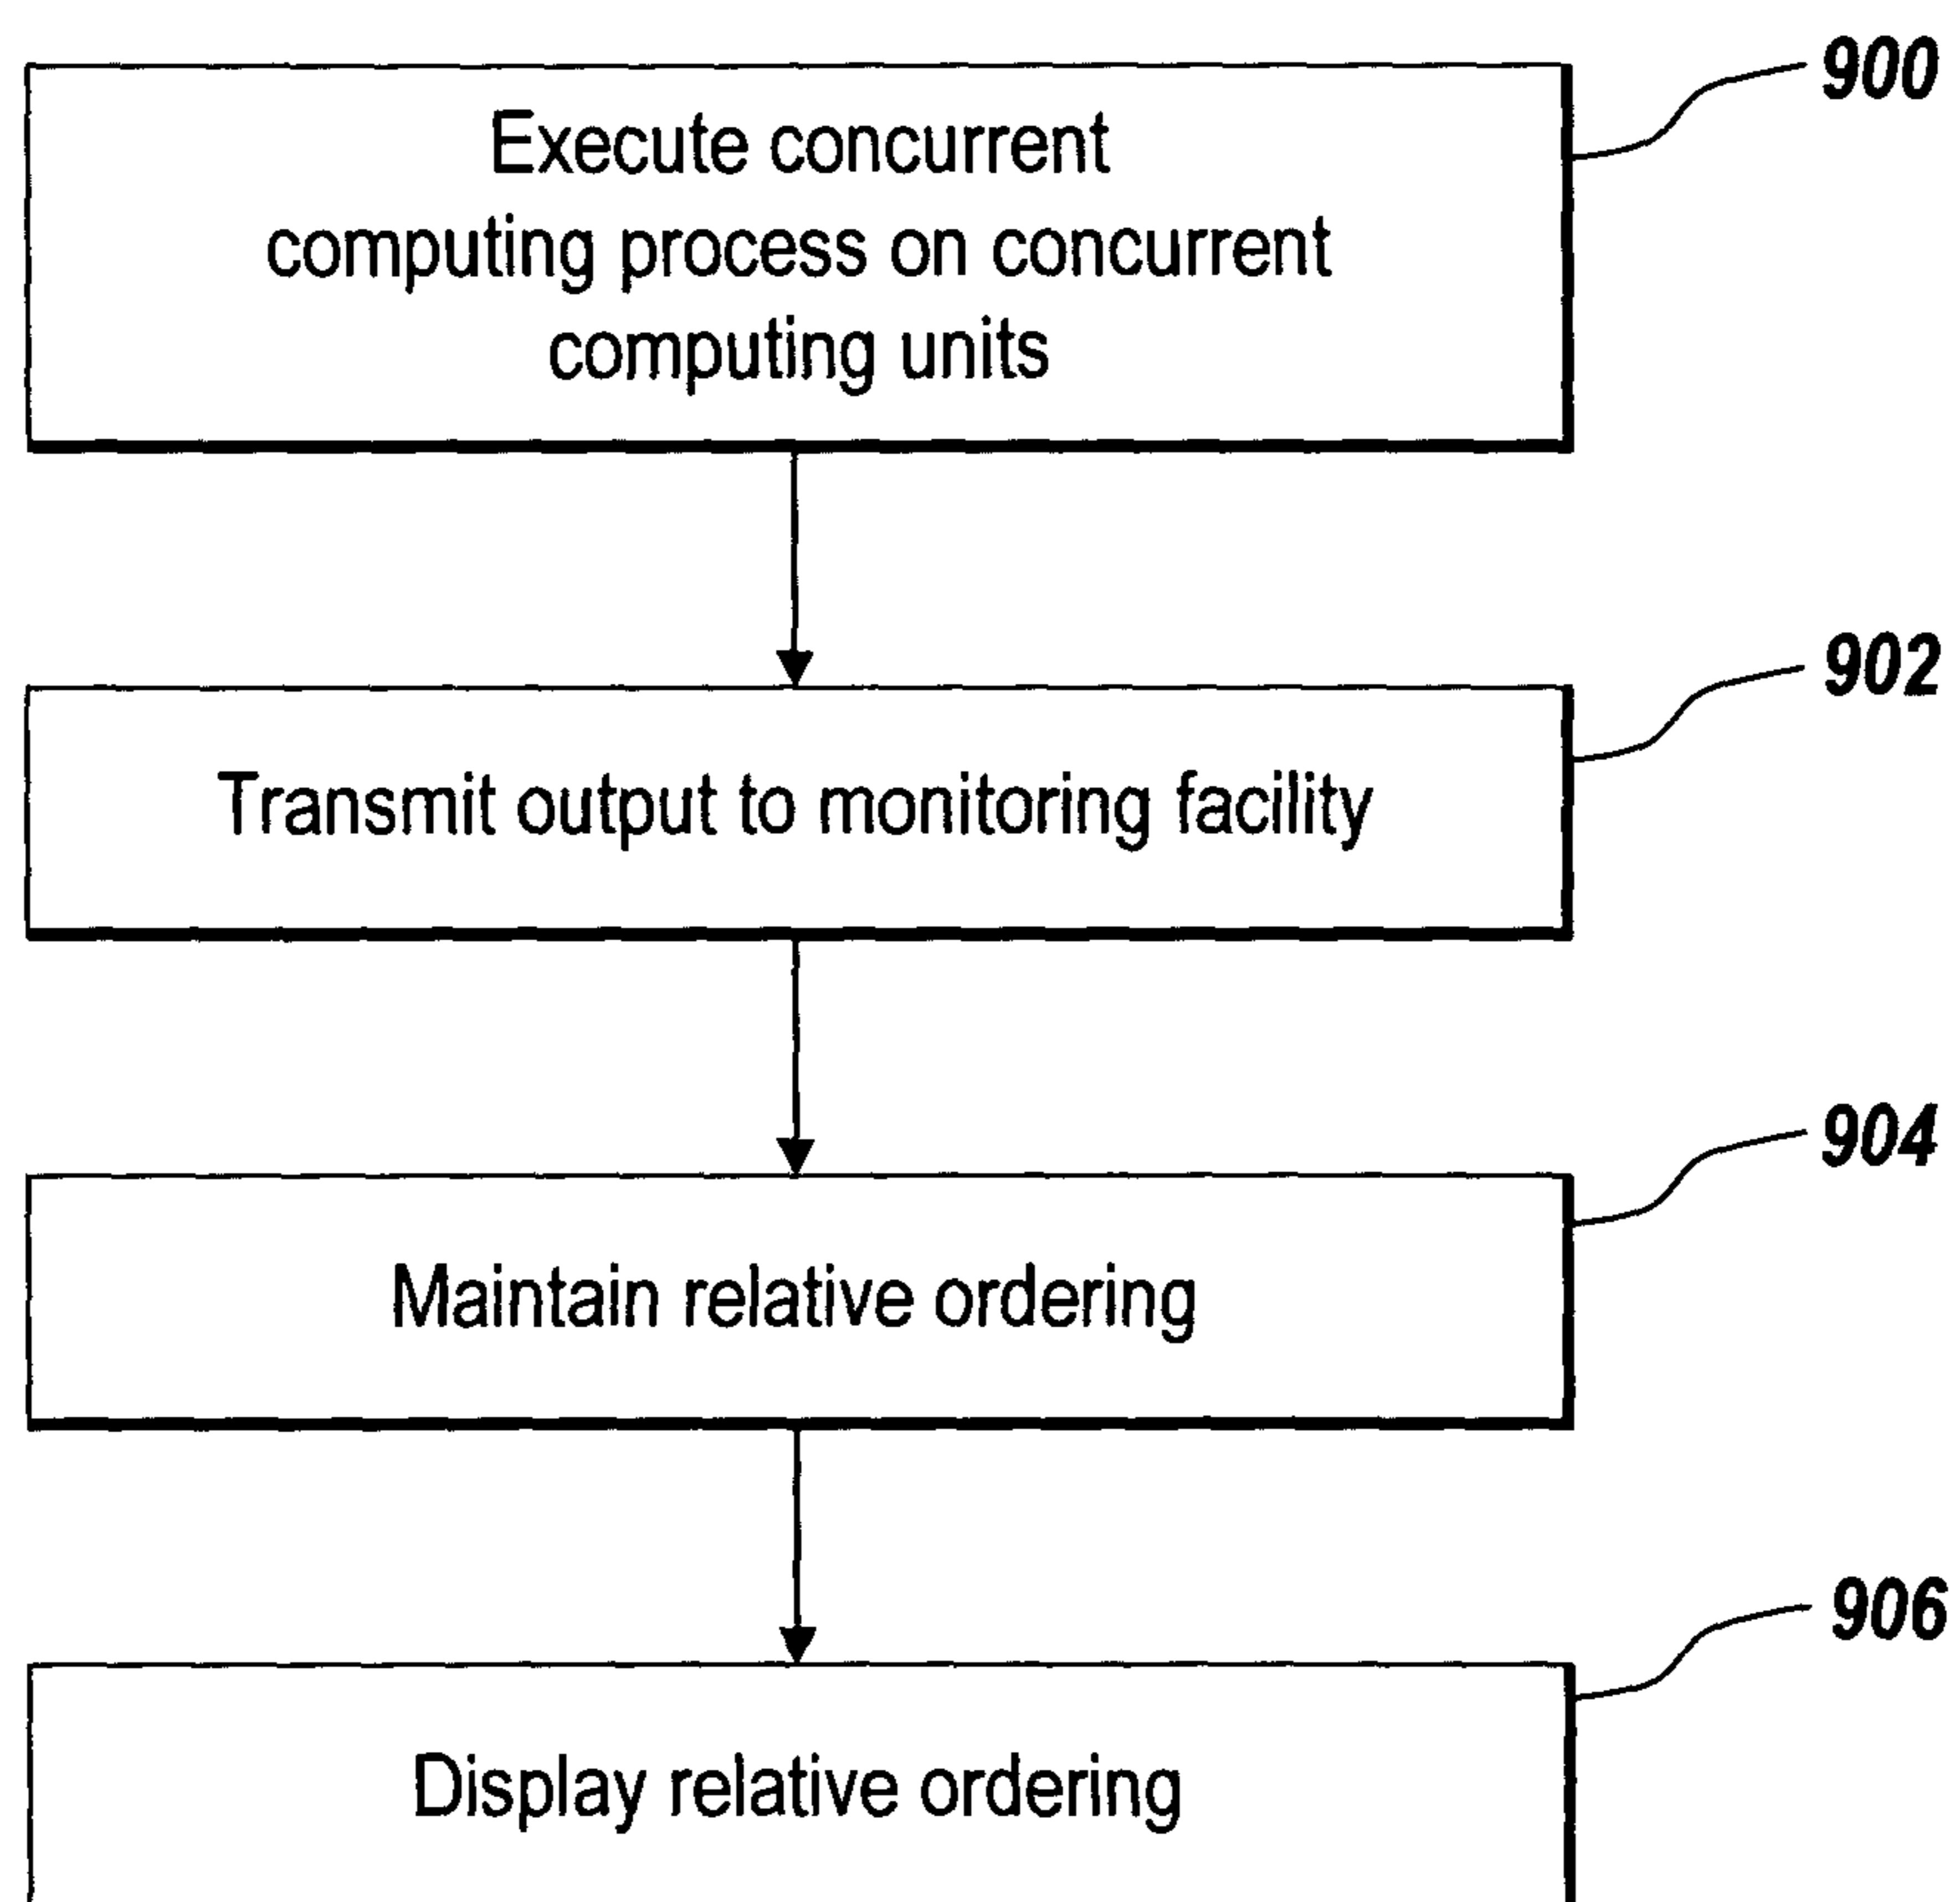 900
Execute concurrent
computing process on concurrent
computing units
902
Transmit output to monitoring facility
904
Maintain relative ordering
906
Display relative ordering